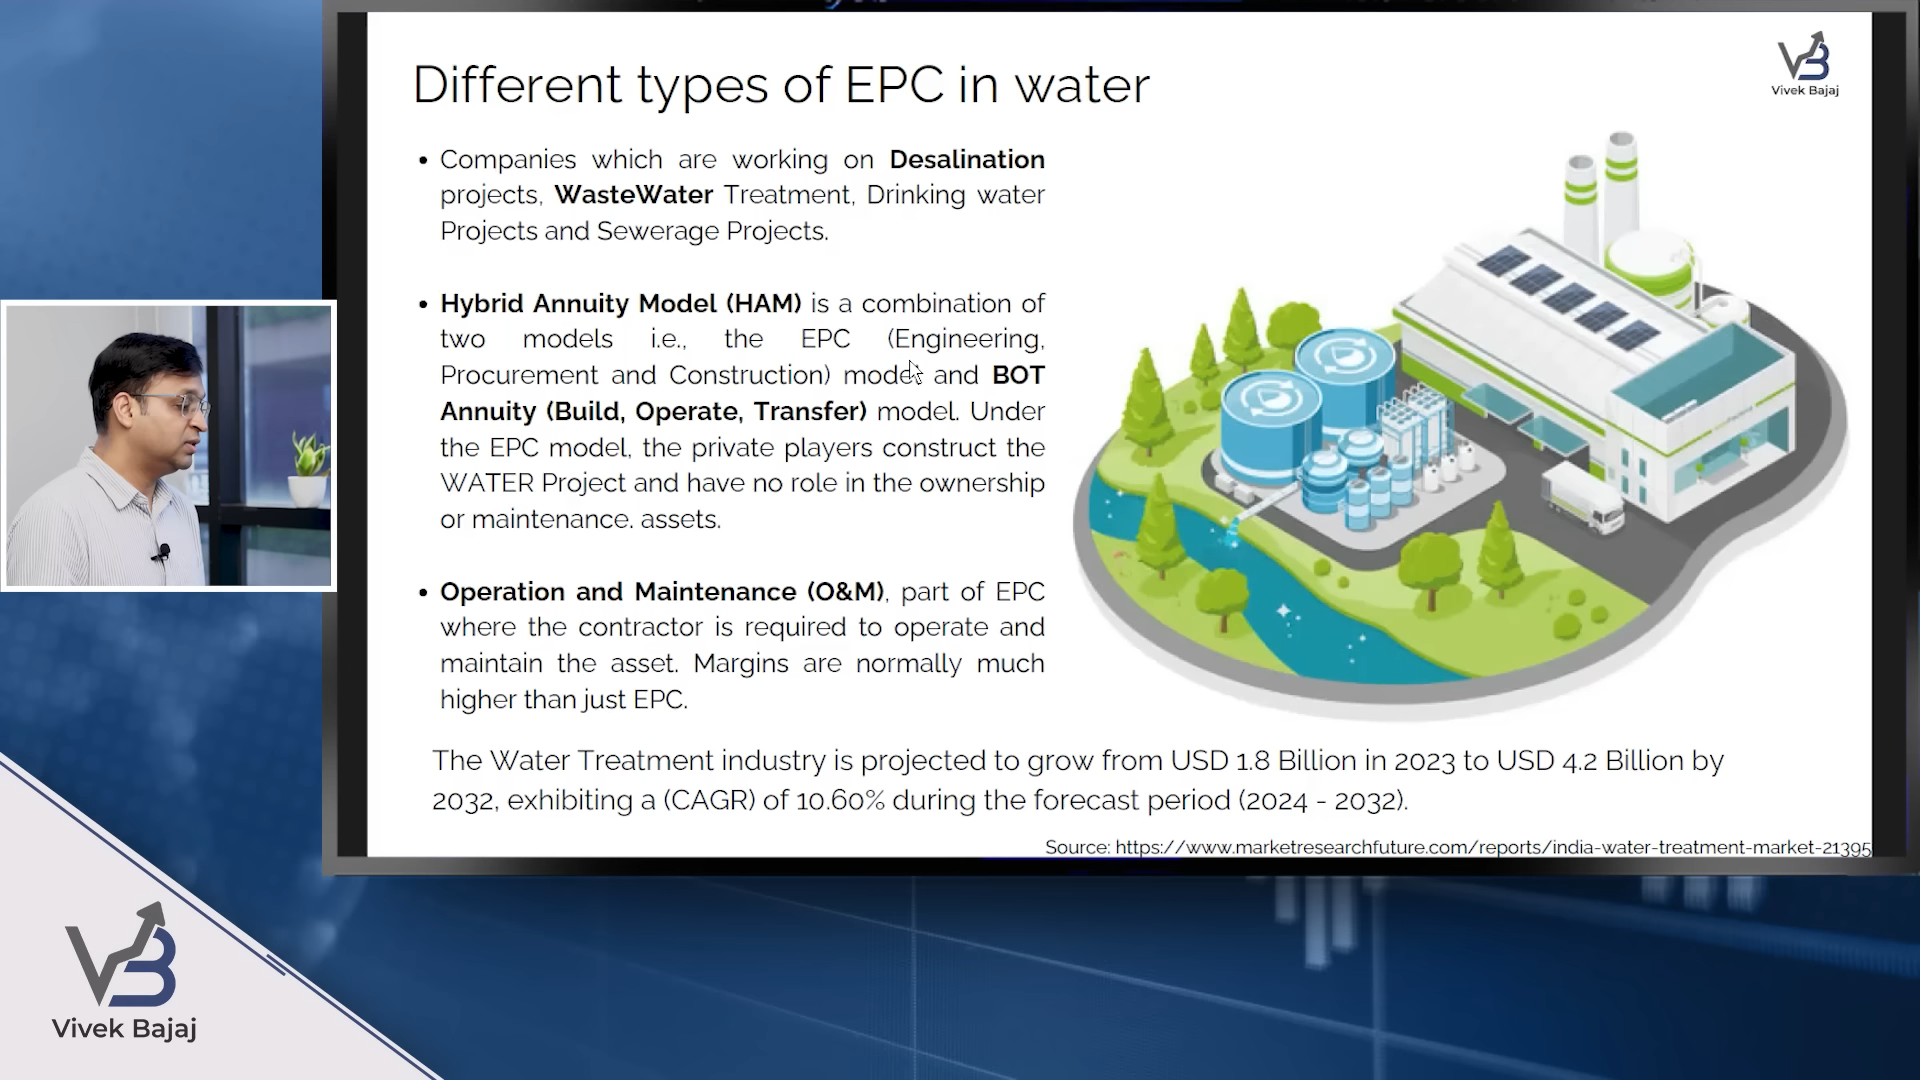 Different types of EPC in water
Vivek Bajaj
• Companies which are working on Desalination
projects, WasteWater Treatment, Drinking water
Projects and Sewerage Projects.
• Hybrid Annuity Model (HAM) is a combination of
two models i.e., the EPC (Engineering,
Procurement and Construction) model and BOT
Annuity (Build, Operate, Transfer) model. Under
the EPC model, the private players construct the
WATER Project and have no role in the ownership
or maintenance. assets.
• Operation and Maintenance (O&M), part of EPC
where the contractor is required to operate and
maintain the asset. Margins are normally much
higher than just EPC.
The Water Treatment industry is projected to grow from USD 1.8 Billion in 2023 to USD 4.2 Billion by
2032, exhibiting a (CAGR) of 10.60% during the forecast period (2024 - 2032).
Source: https://www.marketresearchfuture.com/reports/india-water-treatment-market-21395
Vivek Bajaj